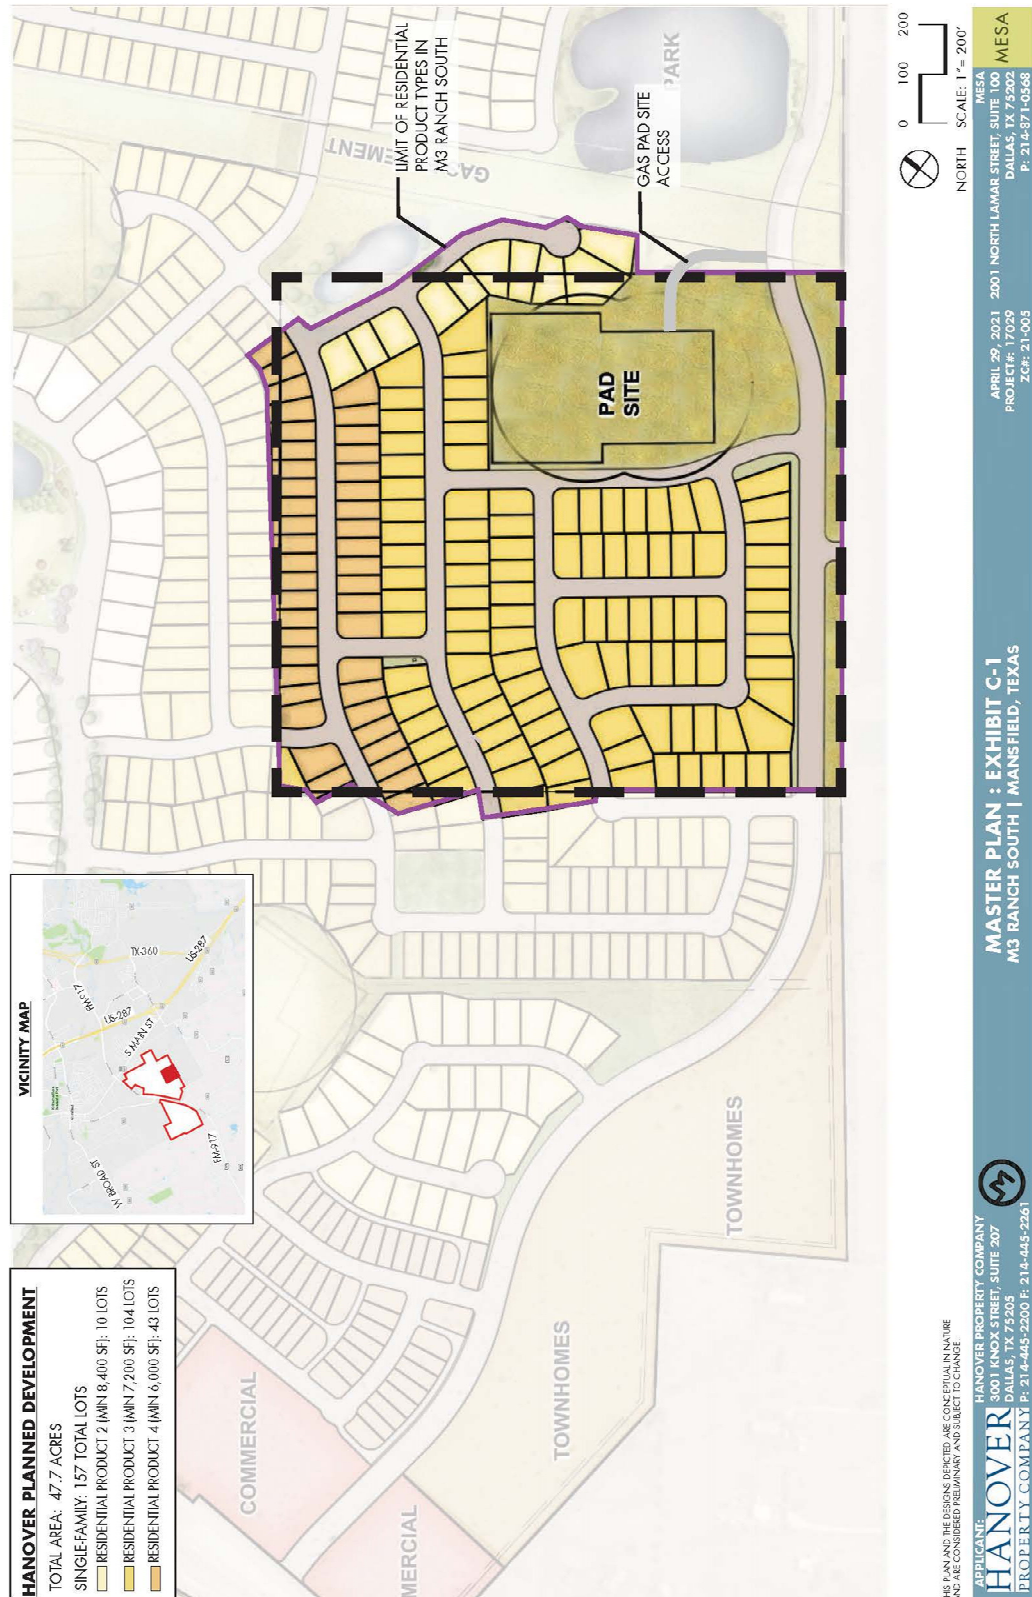 HANOVER PLANNED DEVELOPMENT
TOTAL AREA: 47.7 ACRES
SINGLE-FAMILY: 157 TOTAL LOTS
RESIDENTIAL PRODUCT 2 (MIN 8,400 SF): 10 LOTS
RESIDENTIAL PRODUCT 3 (MIN 7,200 SF): 104 LOTS
RESIDENTIAL PRODUCT 4 (MIN 6,000 SF): 43 LOTS
VICINITY MAP
W BROAD ST
FM-917
US-287
S MAIN ST
TX-360
US-287
FM-917
COMMERCIAL
MERCIAL
TOWNHOMES
TOWNHOMES
LIMIT OF RESIDENTIAL
PRODUCT TYPES IN
M3 RANCH SOUTH
GAS
EMENT
PARK
GAS PAD SITE
ACCESS
PAD
SITE
0 100 200
NORTH SCALE: 1"= 200'
HIS PLAN AND THE DESIGNS DEPICTED ARE CONCEPTUAL IN NATURE
ND ARE CONSIDERED PRELIMINARY AND SUBJECT TO CHANGE
APPLICANT:
HANOVER
PROPERTY COMPANY
HANOVER PROPERTY COMPANY
3001 KNOX STREET, SUITE 207
DALLAS, TX 75205
P: 214-445-2200 F: 214-445-2261
M3
MASTER PLAN : EXHIBIT C-1
M3 RANCH SOUTH | MANSFIELD, TEXAS
APRIL 29, 2021
PROJECT#: 17029
ZC#: 21-005
MESA
2001 NORTH LAMAR STREET, SUITE 100
DALLAS, TX 75202
P: 214-871-0568
MESA